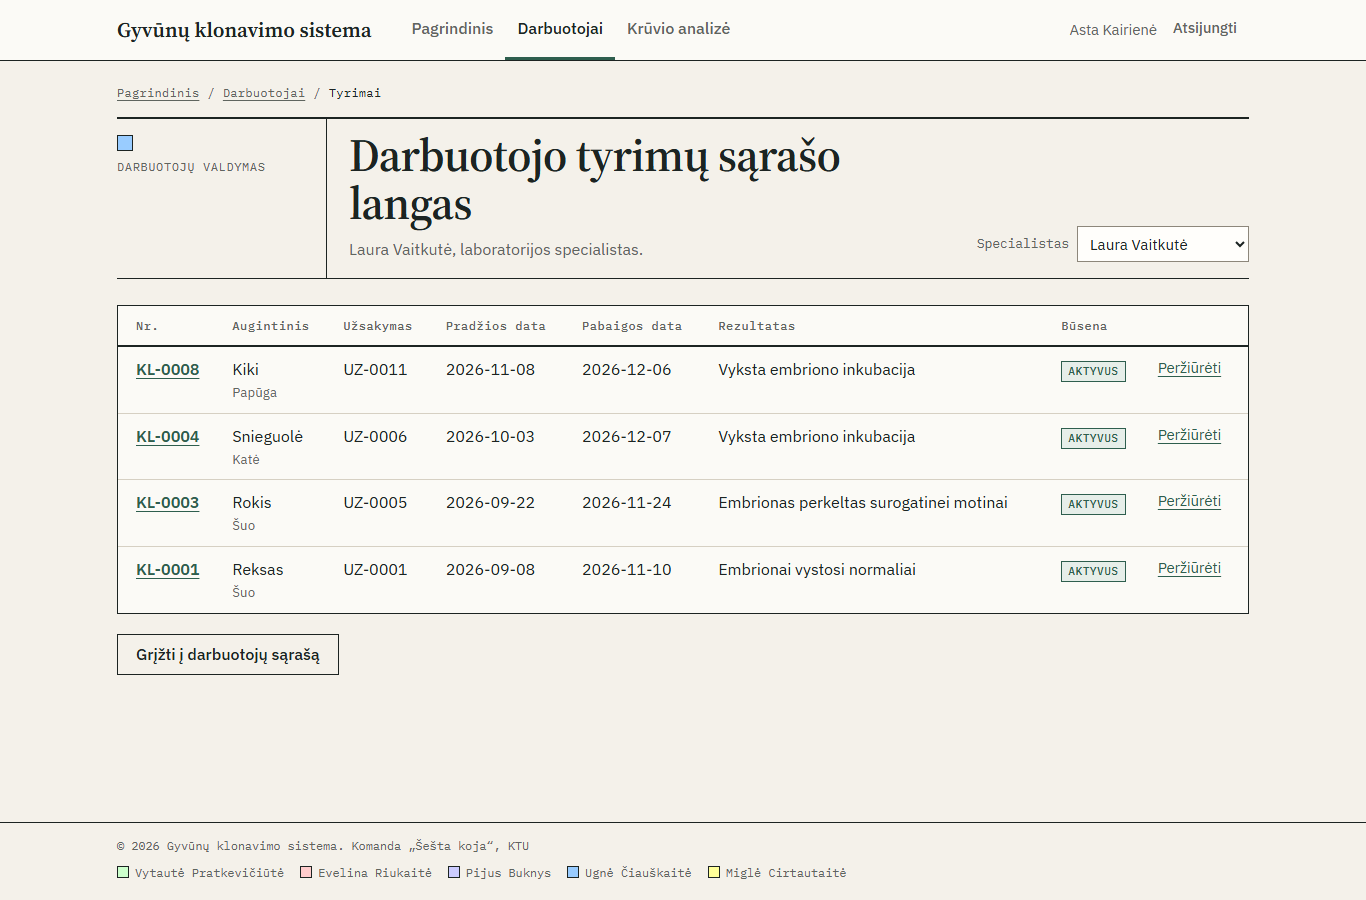 Gyvūnų klonavimo sistema Pagrindinis Darbuotojai Krūvio analizė Asta Kairienė Atsijungti
Pagrindinis / Darbuotojai / Tyrimai
DARBUOTOJŲ VALDYMAS
Darbuotojo tyrimų sąrašo
langas
Laura Vaitkutė, laboratorijos specialistas.
Specialistas Laura Vaitkutė
Nr. Augintinis Užsakymas Pradžios data Pabaigos data Rezultatas Būsena
KL-0008 Kiki UZ-0011 2026-11-08 2026-12-06 Vyksta embriono inkubacija AKTYVUS Peržiūrėti
Papūga
KL-0004 Snieguolė UZ-0006 2026-10-03 2026-12-07 Vyksta embriono inkubacija AKTYVUS Peržiūrėti
Katė
KL-0003 Rokis UZ-0005 2026-09-22 2026-11-24 Embrionas perkeltas surogatinei motinai AKTYVUS Peržiūrėti
Šuo
KL-0001 Reksas UZ-0001 2026-09-08 2026-11-10 Embrionai vystosi normaliai AKTYVUS Peržiūrėti
Šuo
Grįžti į darbuotojų sąrašą
© 2026 Gyvūnų klonavimo sistema. Komanda „Šešta koja“, KTU
Vytautė Pratkevičiūtė Evelina Riukaitė Pijus Buknys Ugnė Čiauškaitė Miglė Cirtautaitė